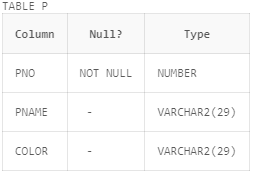 TABLE P
Column Null? Type
PNO NOT NULL NUMBER
PNAME - VARCHAR2(29)
COLOR - VARCHAR2(29)